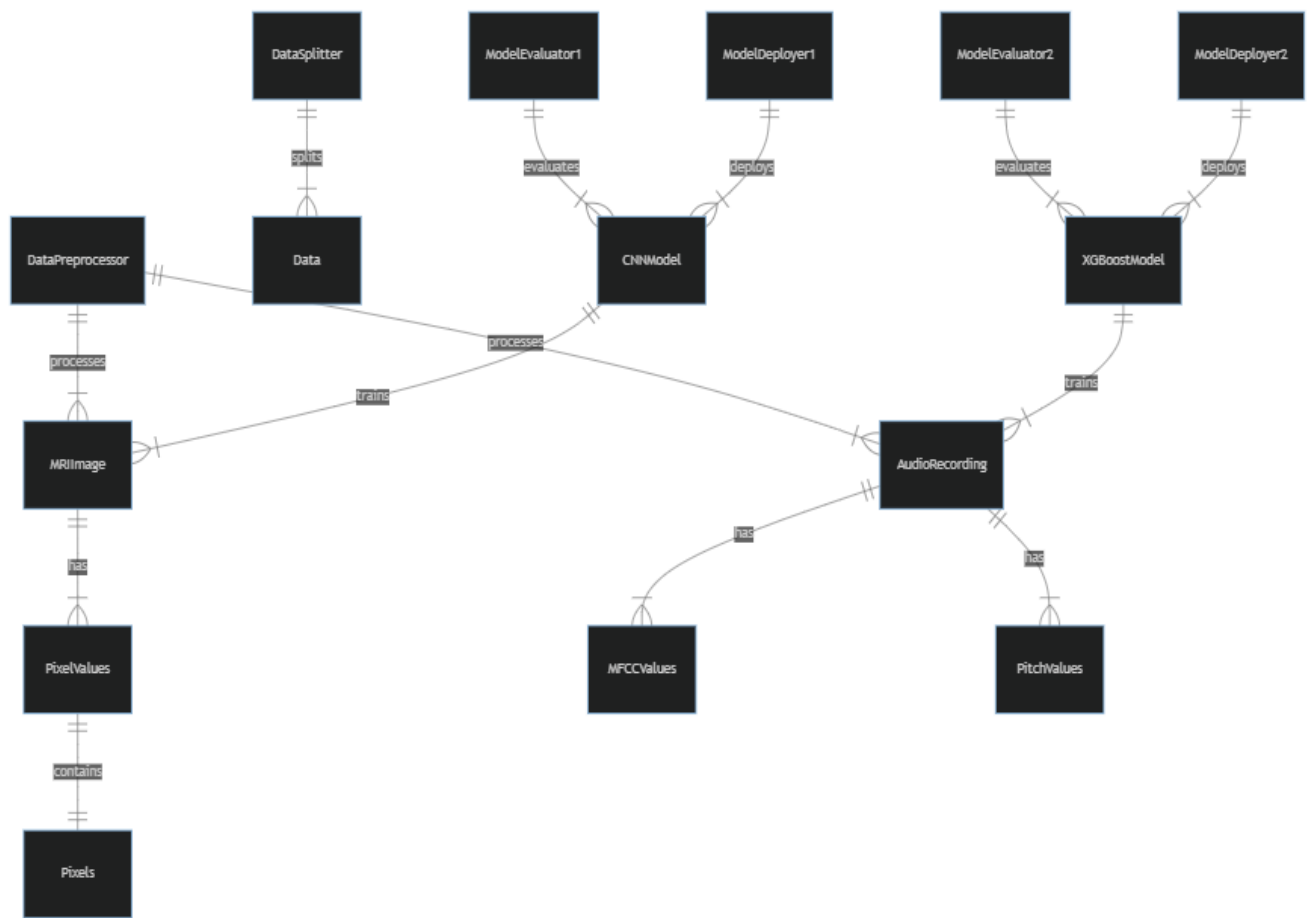 DataSplitter
ModelEvaluator1
ModelDeployer1
ModelEvaluator2
ModelDeployer2
splits
evaluates
deploys
evaluates
deploys
DataPreprocessor
Data
CNNModel
XGBoostModel
processes
processes
trains
trains
MRIImage
AudioRecording
has
has
has
PixelValues
MFCCValues
PitchValues
contains
Pixels